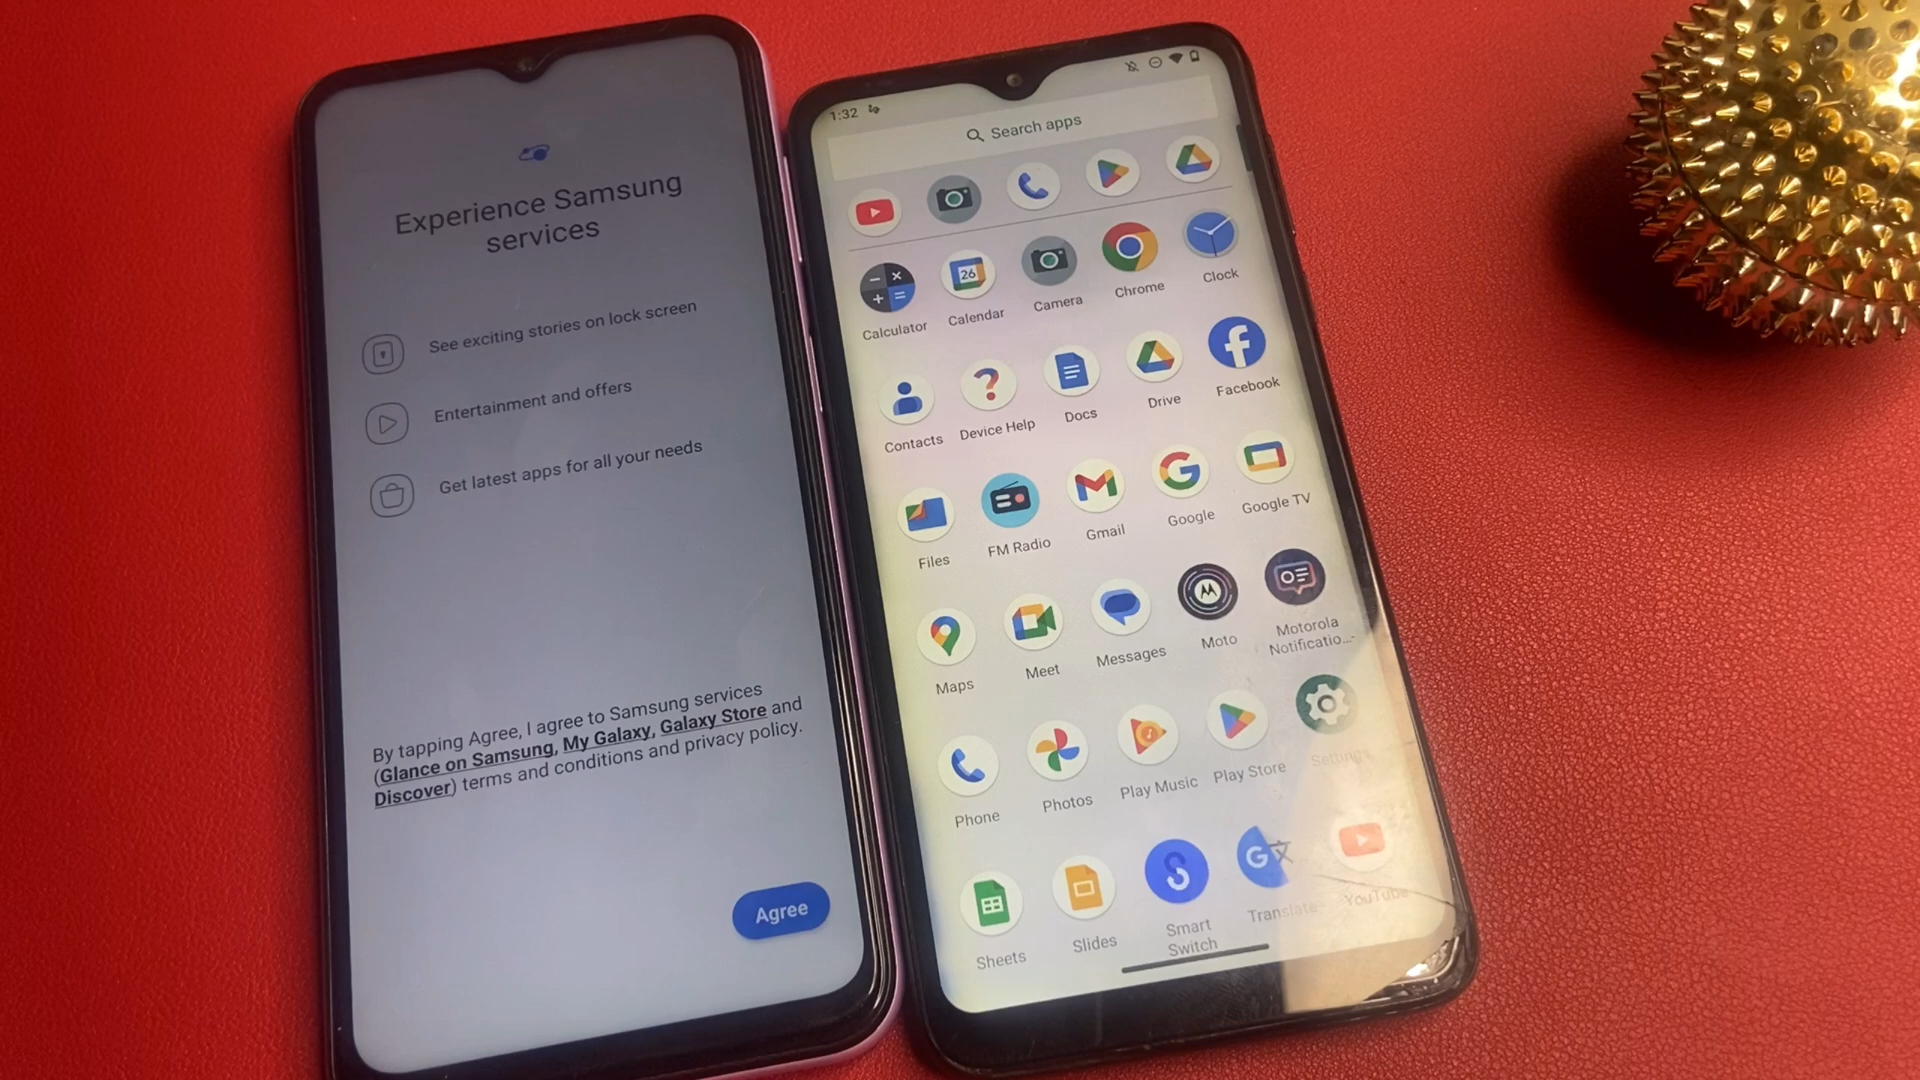 Experience Samsung
services
See exciting stories on lock screen
Entertainment and offers
Get latest apps for all your needs
By tapping Agree, I agree to Samsung services
(Glance on Samsung, My Galaxy, Galaxy Store and
Discover) terms and conditions and privacy policy.
Agree
1:32
Search apps
26
Calculator Calendar Camera Chrome Clock
Contacts Device Help Docs Drive Facebook
Files FM Radio Gmail Google Google TV
Maps Meet Messages Moto Motorola
Notificatio...
Phone Photos Play Music Play Store Settings
Sheets Slides Smart Translate YouTube
Switch